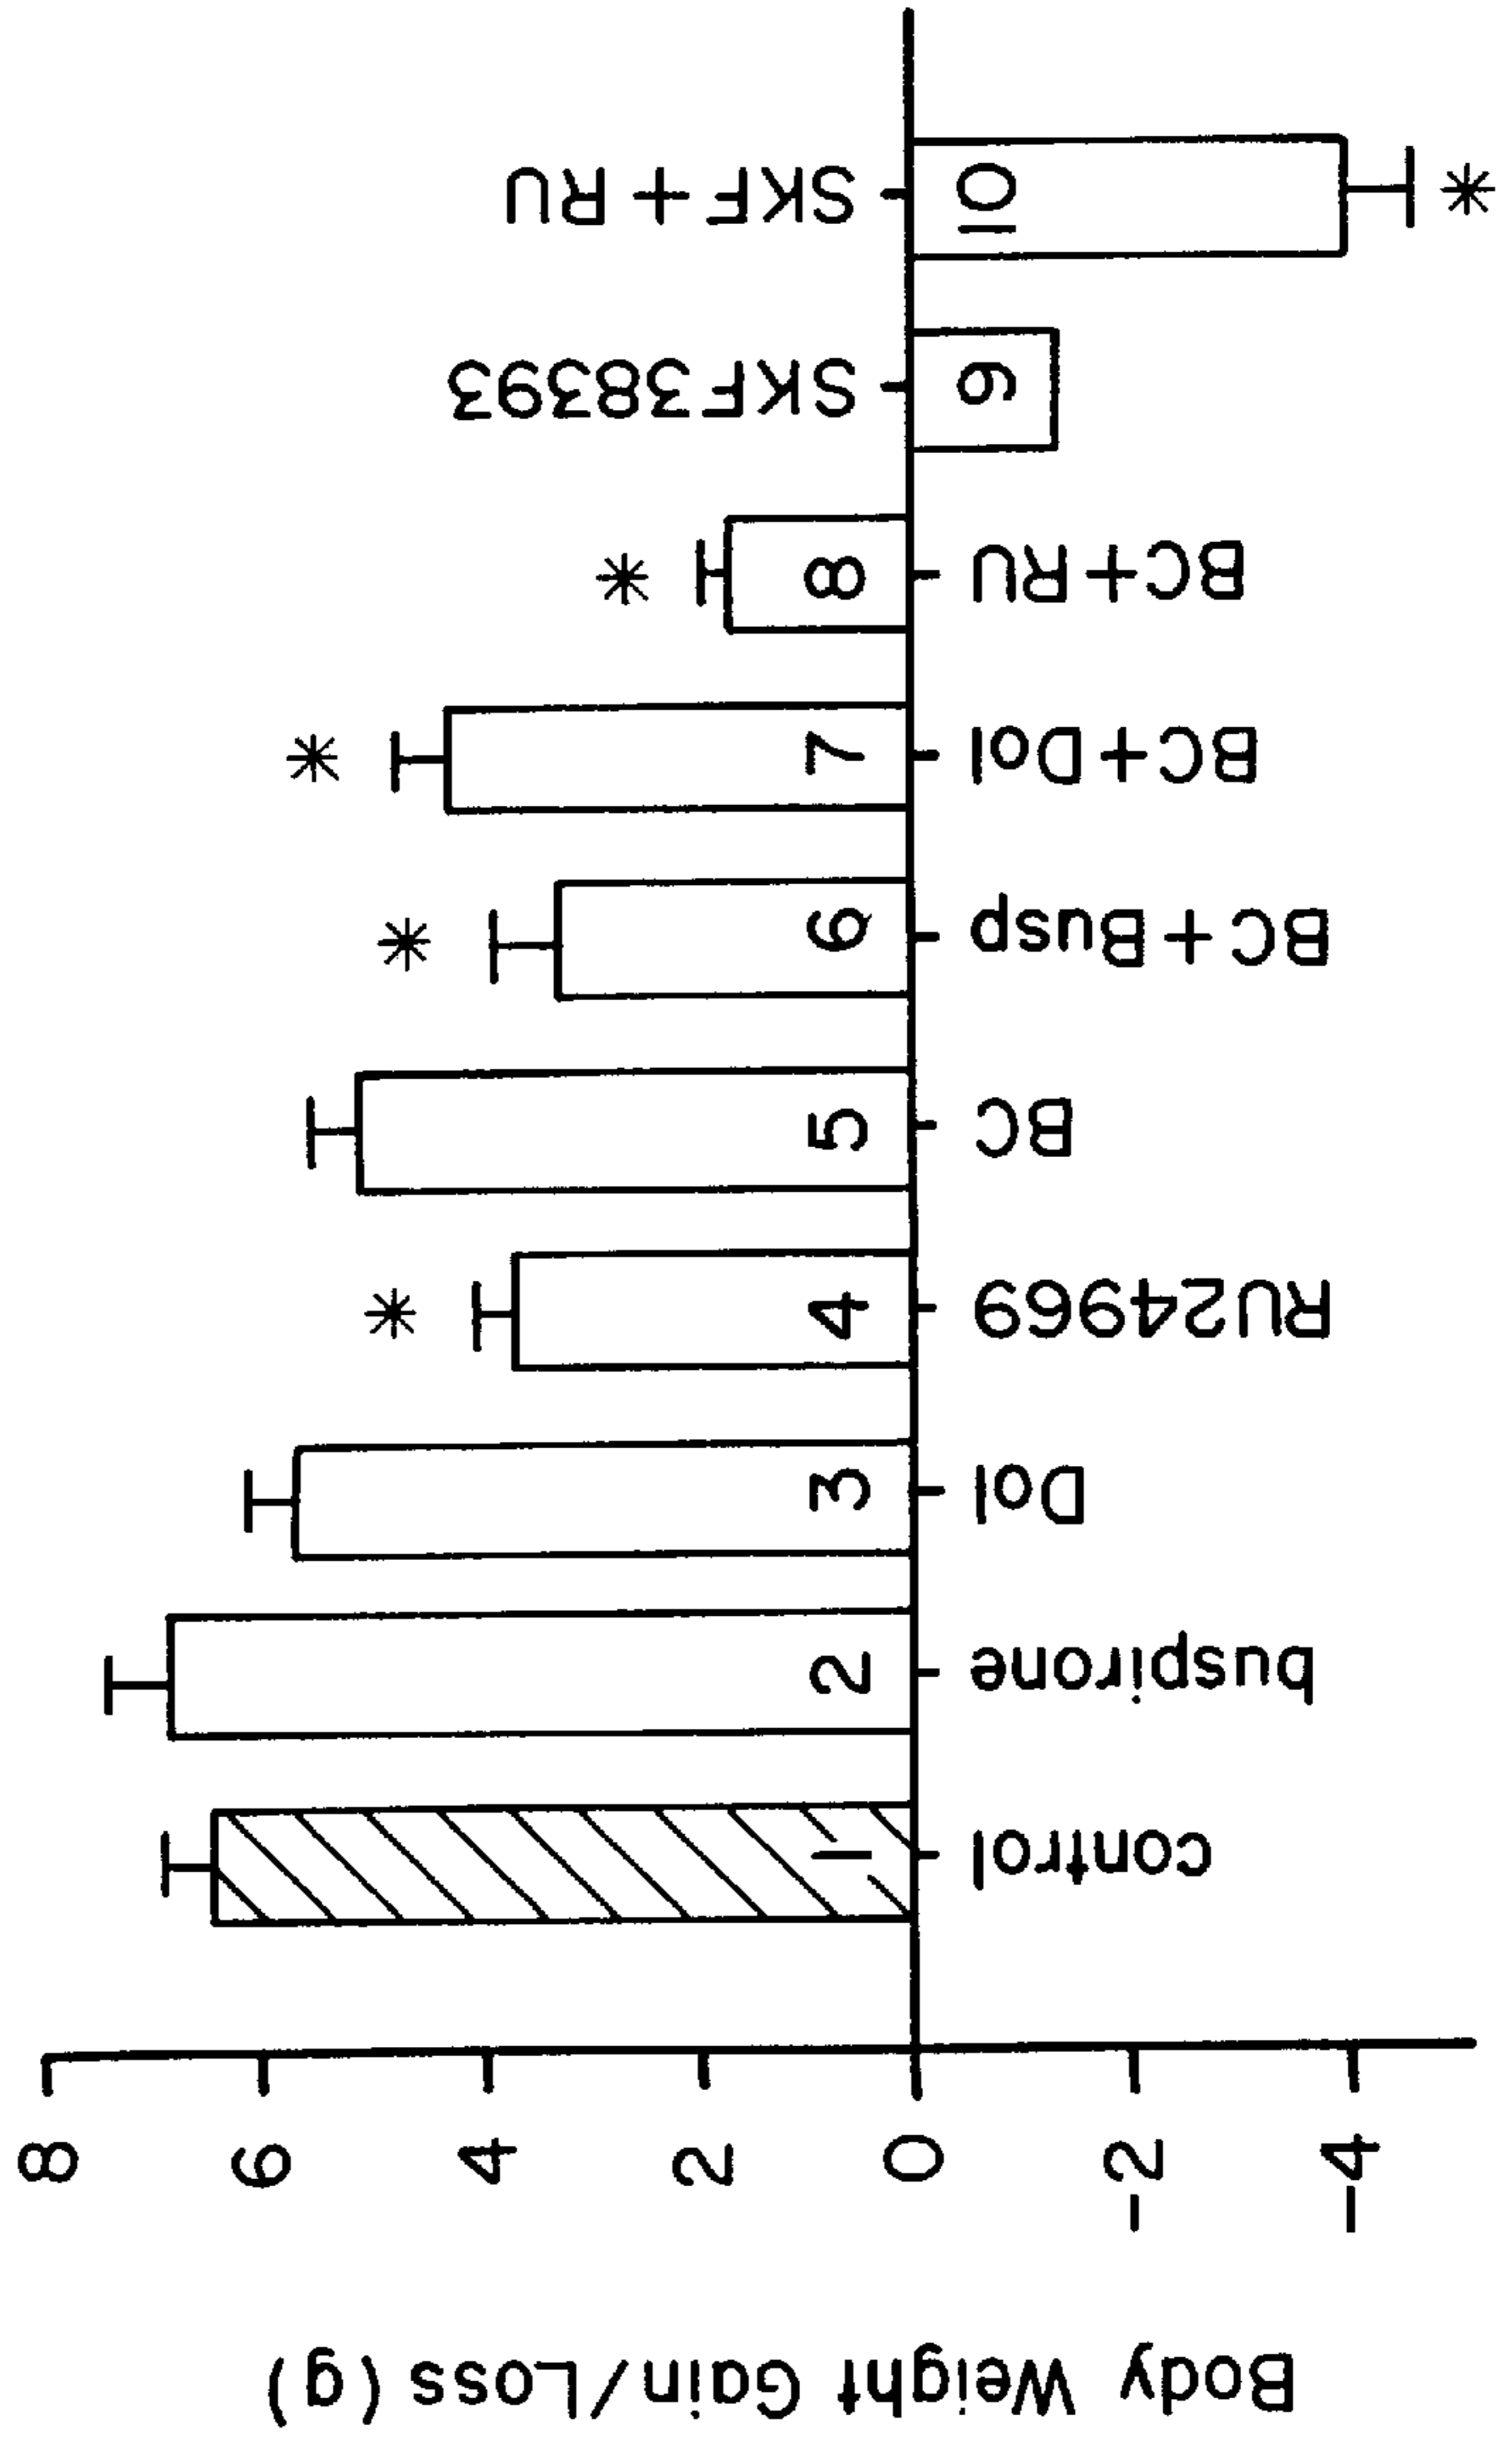 Body Weight Gain/Loss (g)
8
6
4
2
0
-2
-4
1
2
3
4
5
6
7
8
9
10
control
buspirone
Dol
RU24969
BC
BC+Busp
BC+Dol
BC+RU
SKF38393
SKF+RU
*
*
*
*
*